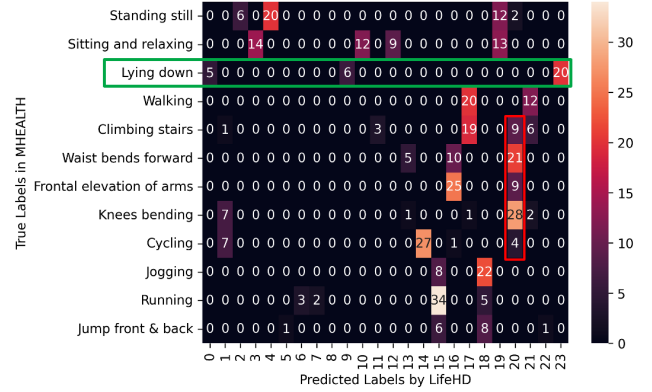 True Labels in MHEALTH
Standing still 0 0 6 0 20 0 0 0 0 0 0 0 0 0 0 0 0 0 0 12 2 0 0 0
Sitting and relaxing 0 0 0 14 0 0 0 0 0 0 12 0 9 0 0 0 0 0 0 13 0 0 0 0
Lying down 5 0 0 0 0 0 0 0 0 6 0 0 0 0 0 0 0 0 0 0 0 0 0 20
Walking 0 0 0 0 0 0 0 0 0 0 0 0 0 0 0 0 0 20 0 0 0 12 0 0
Climbing stairs 0 1 0 0 0 0 0 0 0 0 0 3 0 0 0 0 0 19 0 0 9 6 0 0
Waist bends forward 0 0 0 0 0 0 0 0 0 0 0 0 0 5 0 0 10 0 0 0 21 0 0 0
Frontal elevation of arms 0 0 0 0 0 0 0 0 0 0 0 0 0 0 0 0 25 0 0 0 9 0 0 0
Knees bending 0 7 0 0 0 0 0 0 0 0 0 0 0 1 0 0 0 1 0 0 28 2 0 0
Cycling 0 7 0 0 0 0 0 0 0 0 0 0 0 0 27 0 1 0 0 0 4 0 0 0
Jogging 0 0 0 0 0 0 0 0 0 0 0 0 0 0 0 8 0 0 22 0 0 0 0 0
Running 0 0 0 0 0 0 3 2 0 0 0 0 0 0 0 34 0 0 5 0 0 0 0 0
Jump front & back 0 0 0 0 0 1 0 0 0 0 0 0 0 0 0 6 0 0 8 0 0 0 1 0
0 1 2 3 4 5 6 7 8 9 10 11 12 13 14 15 16 17 18 19 20 21 22 23
Predicted Labels by LifeHD
30
25
20
15
10
5
0